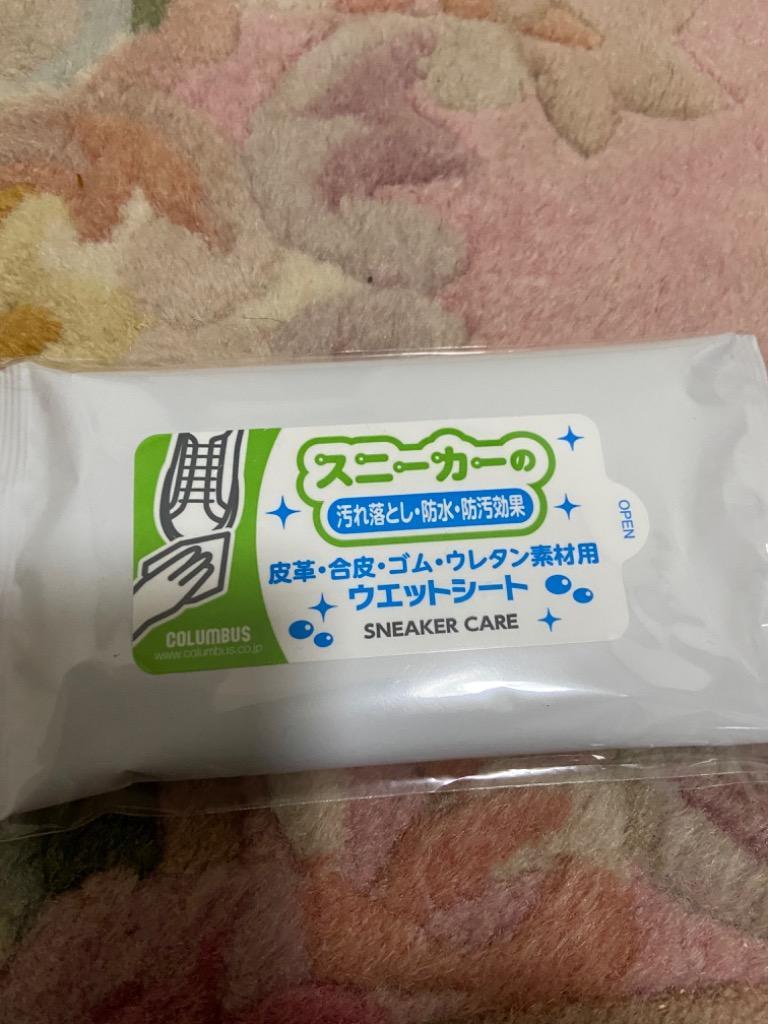 スニーカーの
汚れ落とし・防水・防汚効果
OPEN
皮革・合皮・ゴム・ウレタン素材用
ウエットシート
SNEAKER CARE
COLUMBUS
www.columbus.co.jp